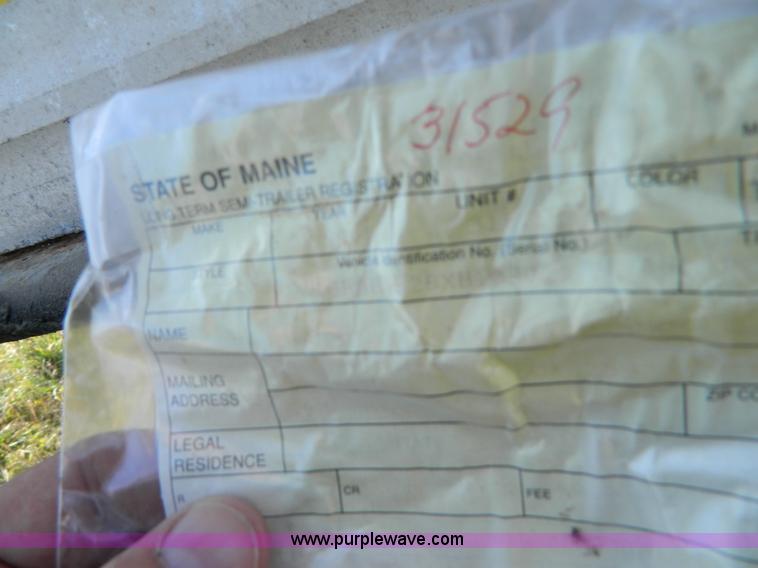 31529
STATE OF MAINE
LONG TERM SEMI-TRAILER REGISTRATION
MAKE YEAR UNIT # COLOR
STYLE Vehicle Identification No. (Serial No.)
NAME
MAILING
ADDRESS ZIP CO
LEGAL
RESIDENCE
R CR FEE
www.purplewave.com